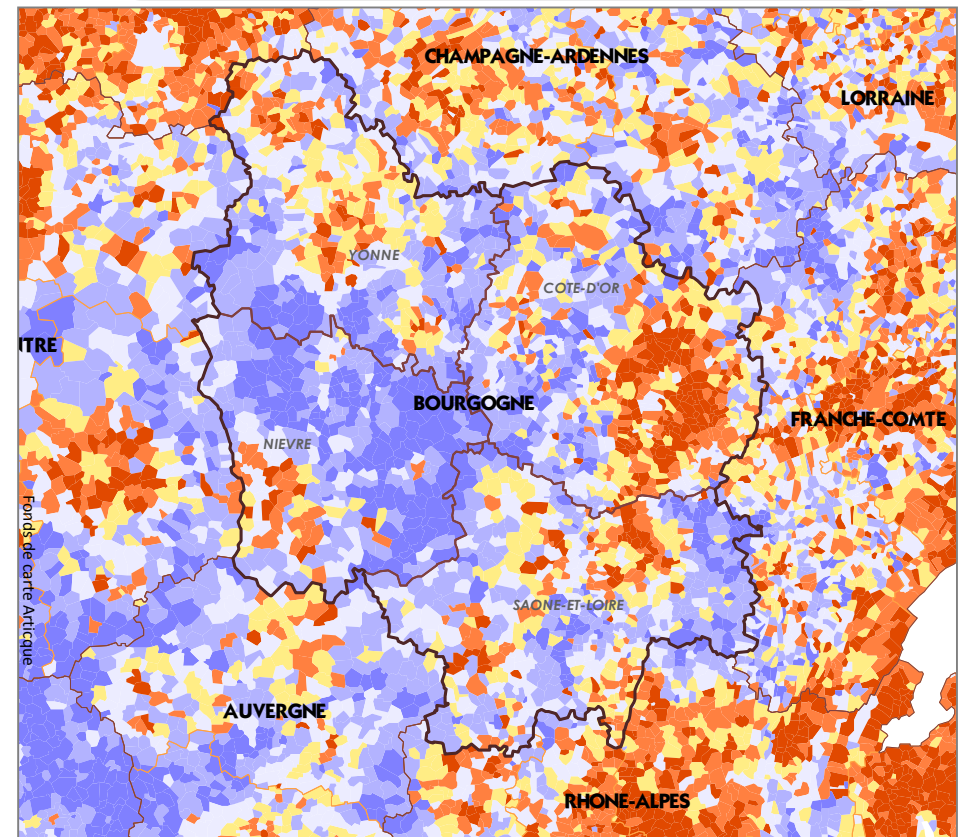 CHAMPAGNE-ARDENNES
LORRAINE
YONNE
COTE-D'OR
NTRE
BOURGOGNE
FRANCHE-COMTE
NIEVRE
Fonds de carte Articque
SAONE-ET-LOIRE
AUVERGNE
RHONE-ALPES